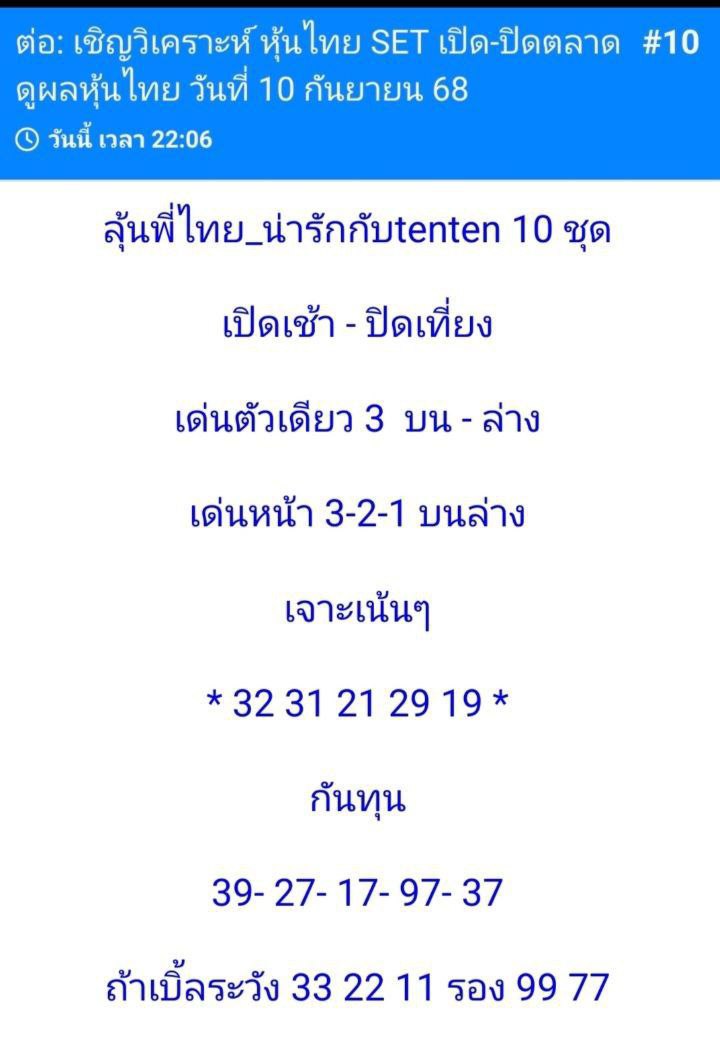 ต่อ: เชิญวิเคราะห์ หุ้นไทย SET เปิด-ปิดตลาด #10
ดูผลหุ้นไทย วันที่ 10 กันยายน 68
วันนี้ เวลา 22:06
ลุ้นพี่ไทย_น่ารักกับtenten 10 ชุด
เปิดเช้า - ปิดเที่ยง
เด่นตัวเดียว 3 บน - ล่าง
เด่นหน้า 3-2-1 บนล่าง
เจาะเน้นๆ
* 32 31 21 29 19 *
กันทุน
39- 27- 17- 97- 37
ถ้าเบิ้ลระวัง 33 22 11 รอง 99 77